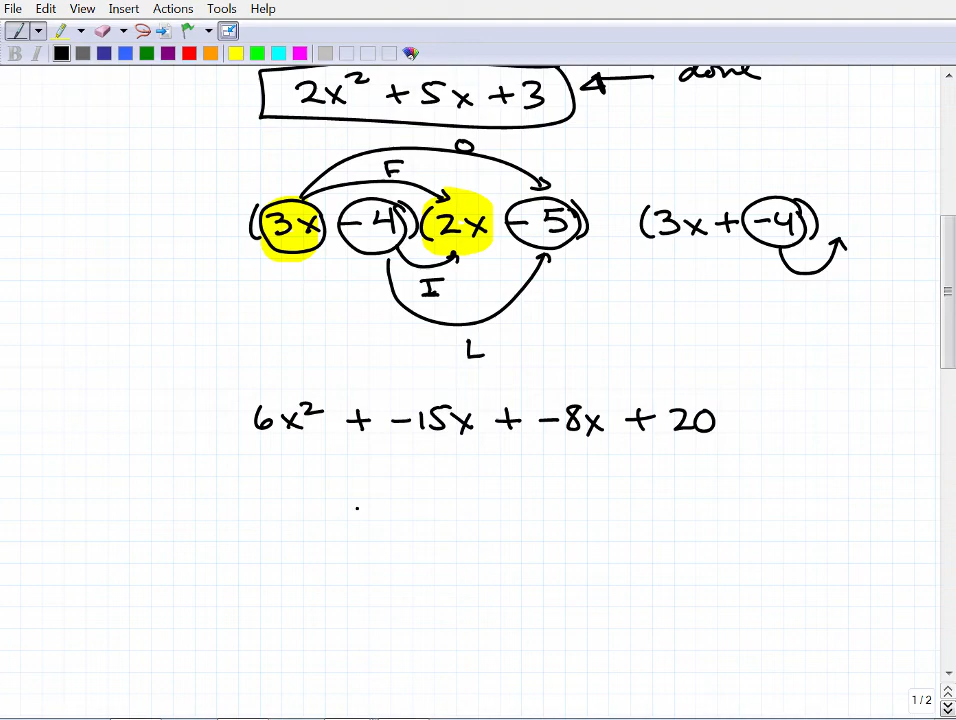 File Edit View Insert Actions Tools Help
B I
done
2x² + 5x + 3
O
F
(3x - 4)(2x - 5) (3x + -4)
I
L
6x² + -15x + -8x + 20
1 / 2